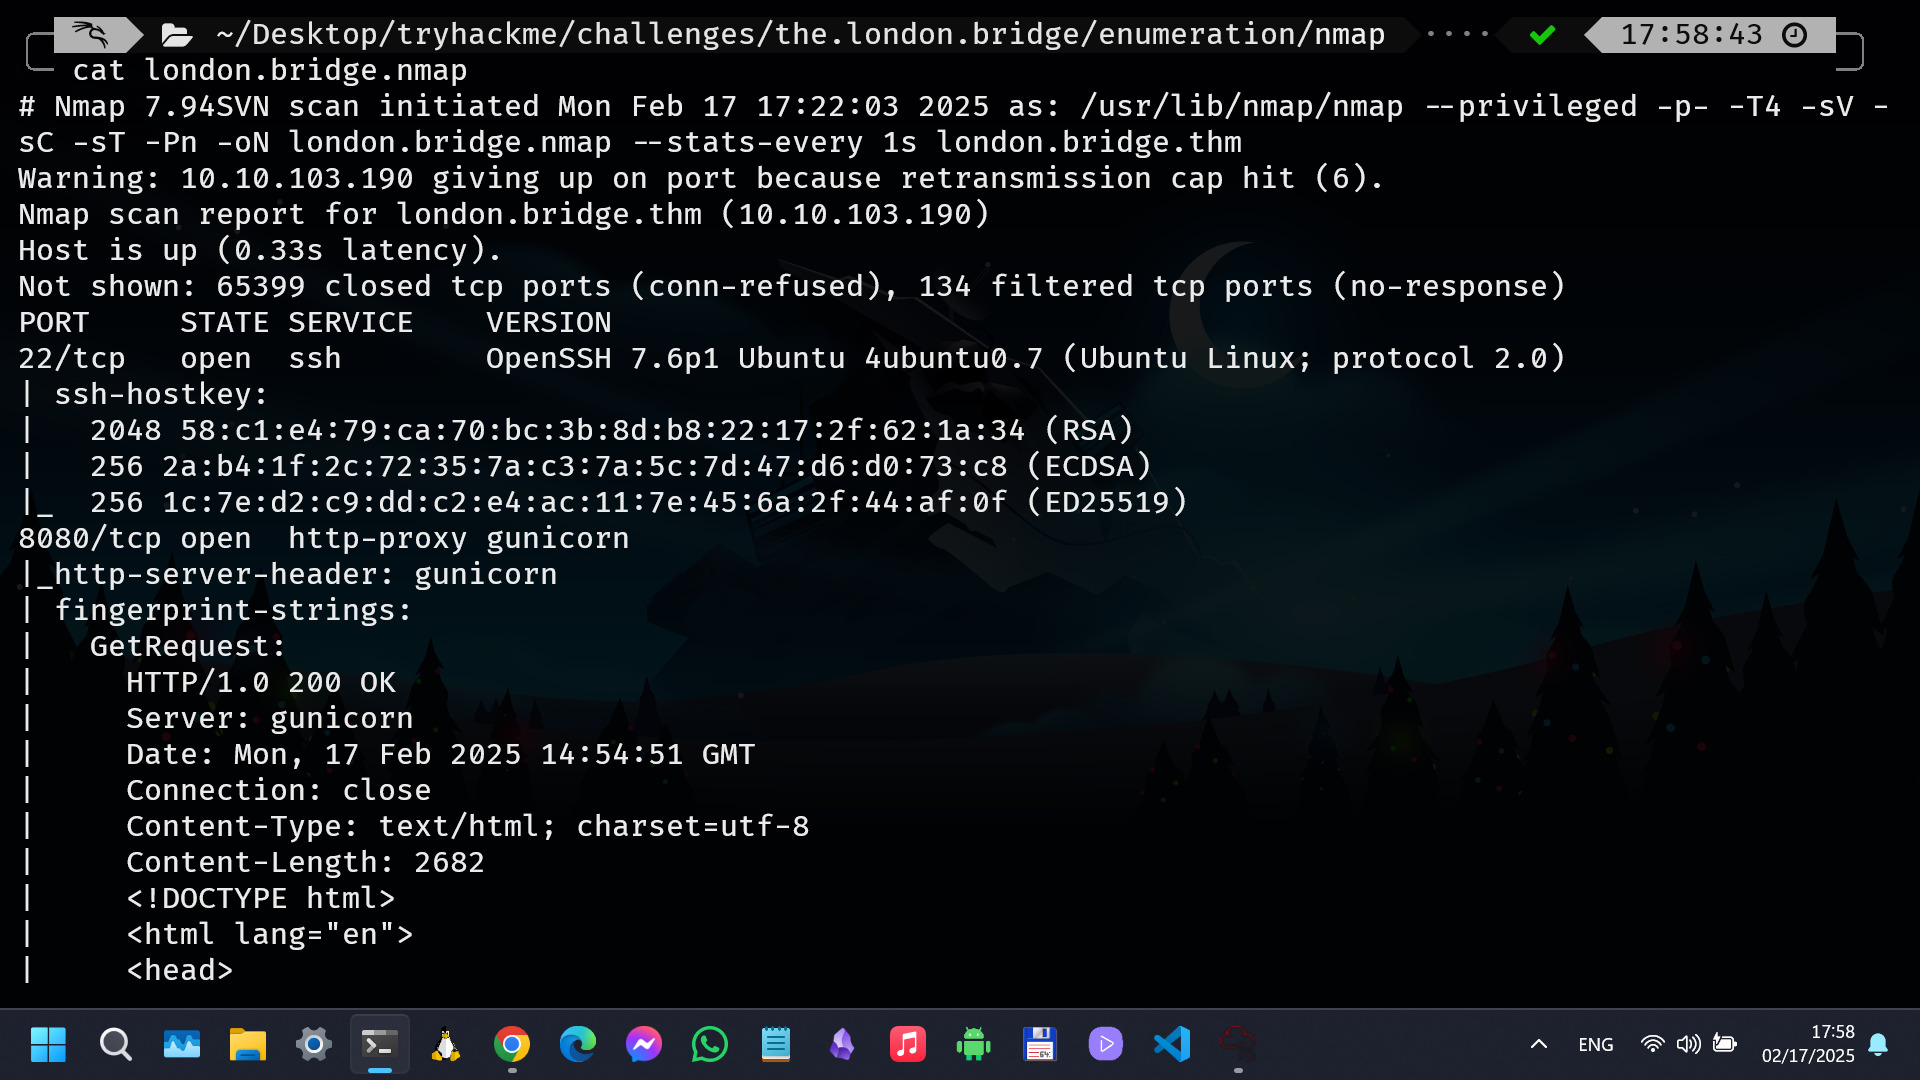 ~/Desktop/tryhackme/challenges/the.london.bridge/enumeration/nmap ···· ✔ 17:58:43
cat london.bridge.nmap
# Nmap 7.94SVN scan initiated Mon Feb 17 17:22:03 2025 as: /usr/lib/nmap/nmap --privileged -p- -T4 -sV -
sC -sT -Pn -oN london.bridge.nmap --stats-every 1s london.bridge.thm
Warning: 10.10.103.190 giving up on port because retransmission cap hit (6).
Nmap scan report for london.bridge.thm (10.10.103.190)
Host is up (0.33s latency).
Not shown: 65399 closed tcp ports (conn-refused), 134 filtered tcp ports (no-response)
PORT     STATE SERVICE    VERSION
22/tcp   open  ssh        OpenSSH 7.6p1 Ubuntu 4ubuntu0.7 (Ubuntu Linux; protocol 2.0)
| ssh-hostkey:
|   2048 58:c1:e4:79:ca:70:bc:3b:8d:b8:22:17:2f:62:1a:34 (RSA)
|   256 2a:b4:1f:2c:72:35:7a:c3:7a:5c:7d:47:d6:d0:73:c8 (ECDSA)
|_  256 1c:7e:d2:c9:dd:c2:e4:ac:11:7e:45:6a:2f:44:af:0f (ED25519)
8080/tcp open  http-proxy gunicorn
|_http-server-header: gunicorn
| fingerprint-strings:
|   GetRequest:
|     HTTP/1.0 200 OK
|     Server: gunicorn
|     Date: Mon, 17 Feb 2025 14:54:51 GMT
|     Connection: close
|     Content-Type: text/html; charset=utf-8
|     Content-Length: 2682
|     <!DOCTYPE html>
|     <html lang="en">
|     <head>
64
ENG
17:58
02/17/2025